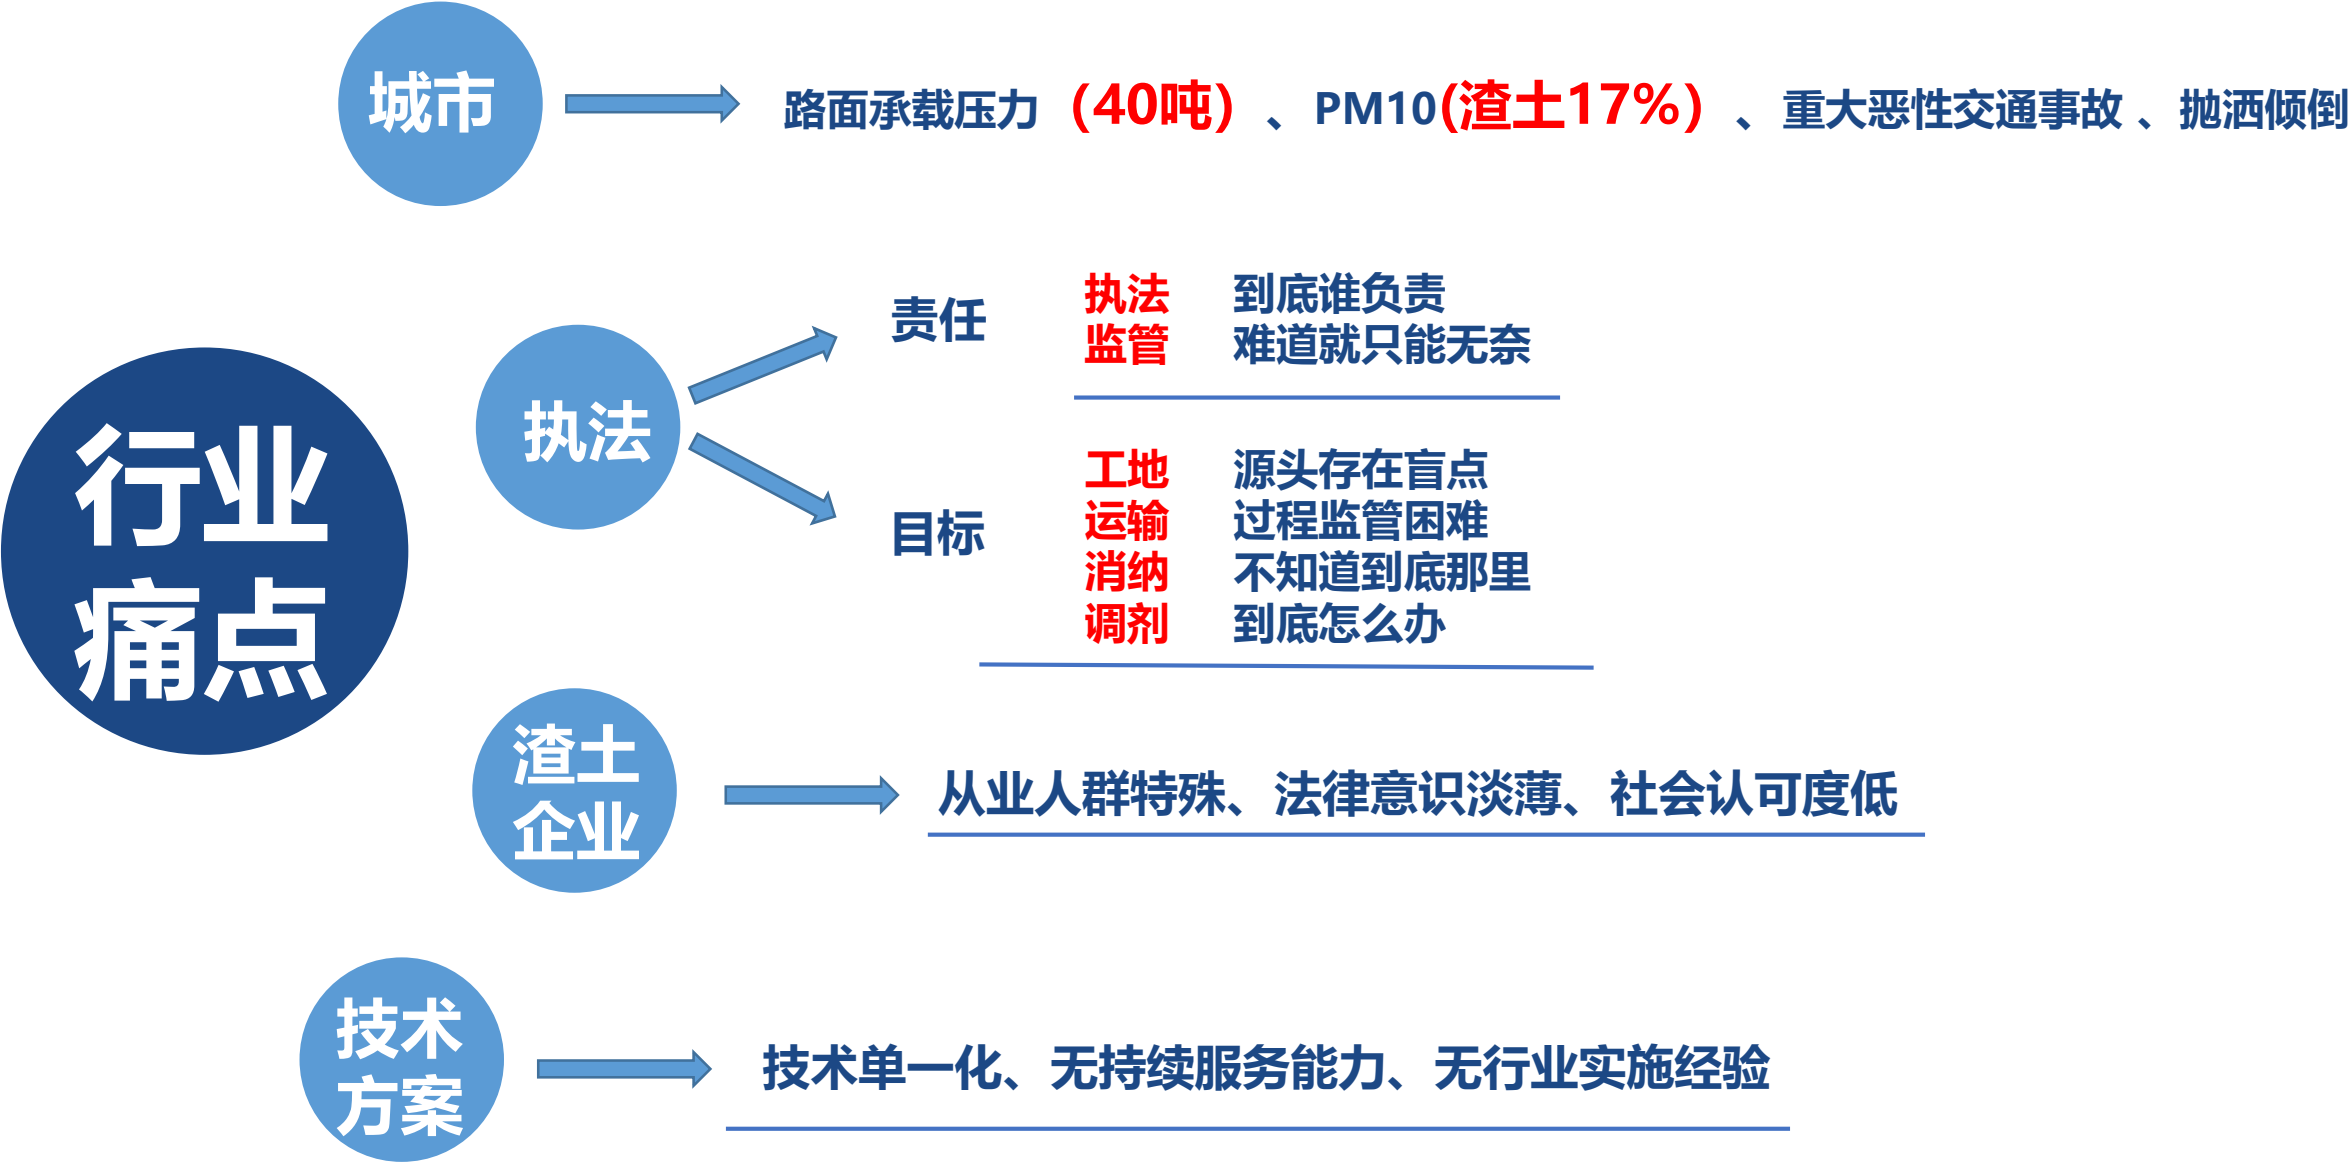 城市
路面承载压力（40吨）、PM10(渣土17%）、重大恶性交通事故 、抛洒倾倒
行业
痛点
执法
责任
执法 到底谁负责
监管 难道就只能无奈
目标
工地 源头存在盲点
运输 过程监管困难
消纳 不知道到底那里
调剂 到底怎么办
渣土
企业
从业人群特殊、法律意识淡薄、社会认可度低
技术
方案
技术单一化、无持续服务能力、无行业实施经验